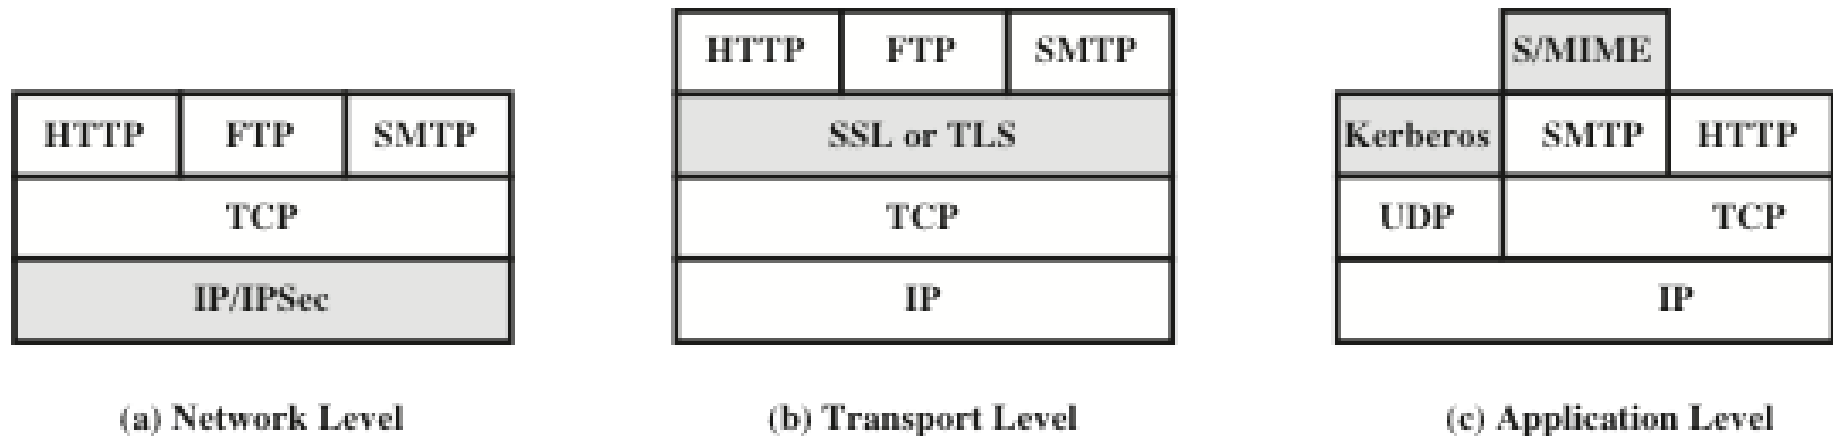 HTTP FTP SMTP
TCP
IP/IPSec
(a) Network Level
HTTP FTP SMTP
SSL or TLS
TCP
IP
(b) Transport Level
S/MIME
Kerberos SMTP HTTP
UDP TCP
IP
(c) Application Level